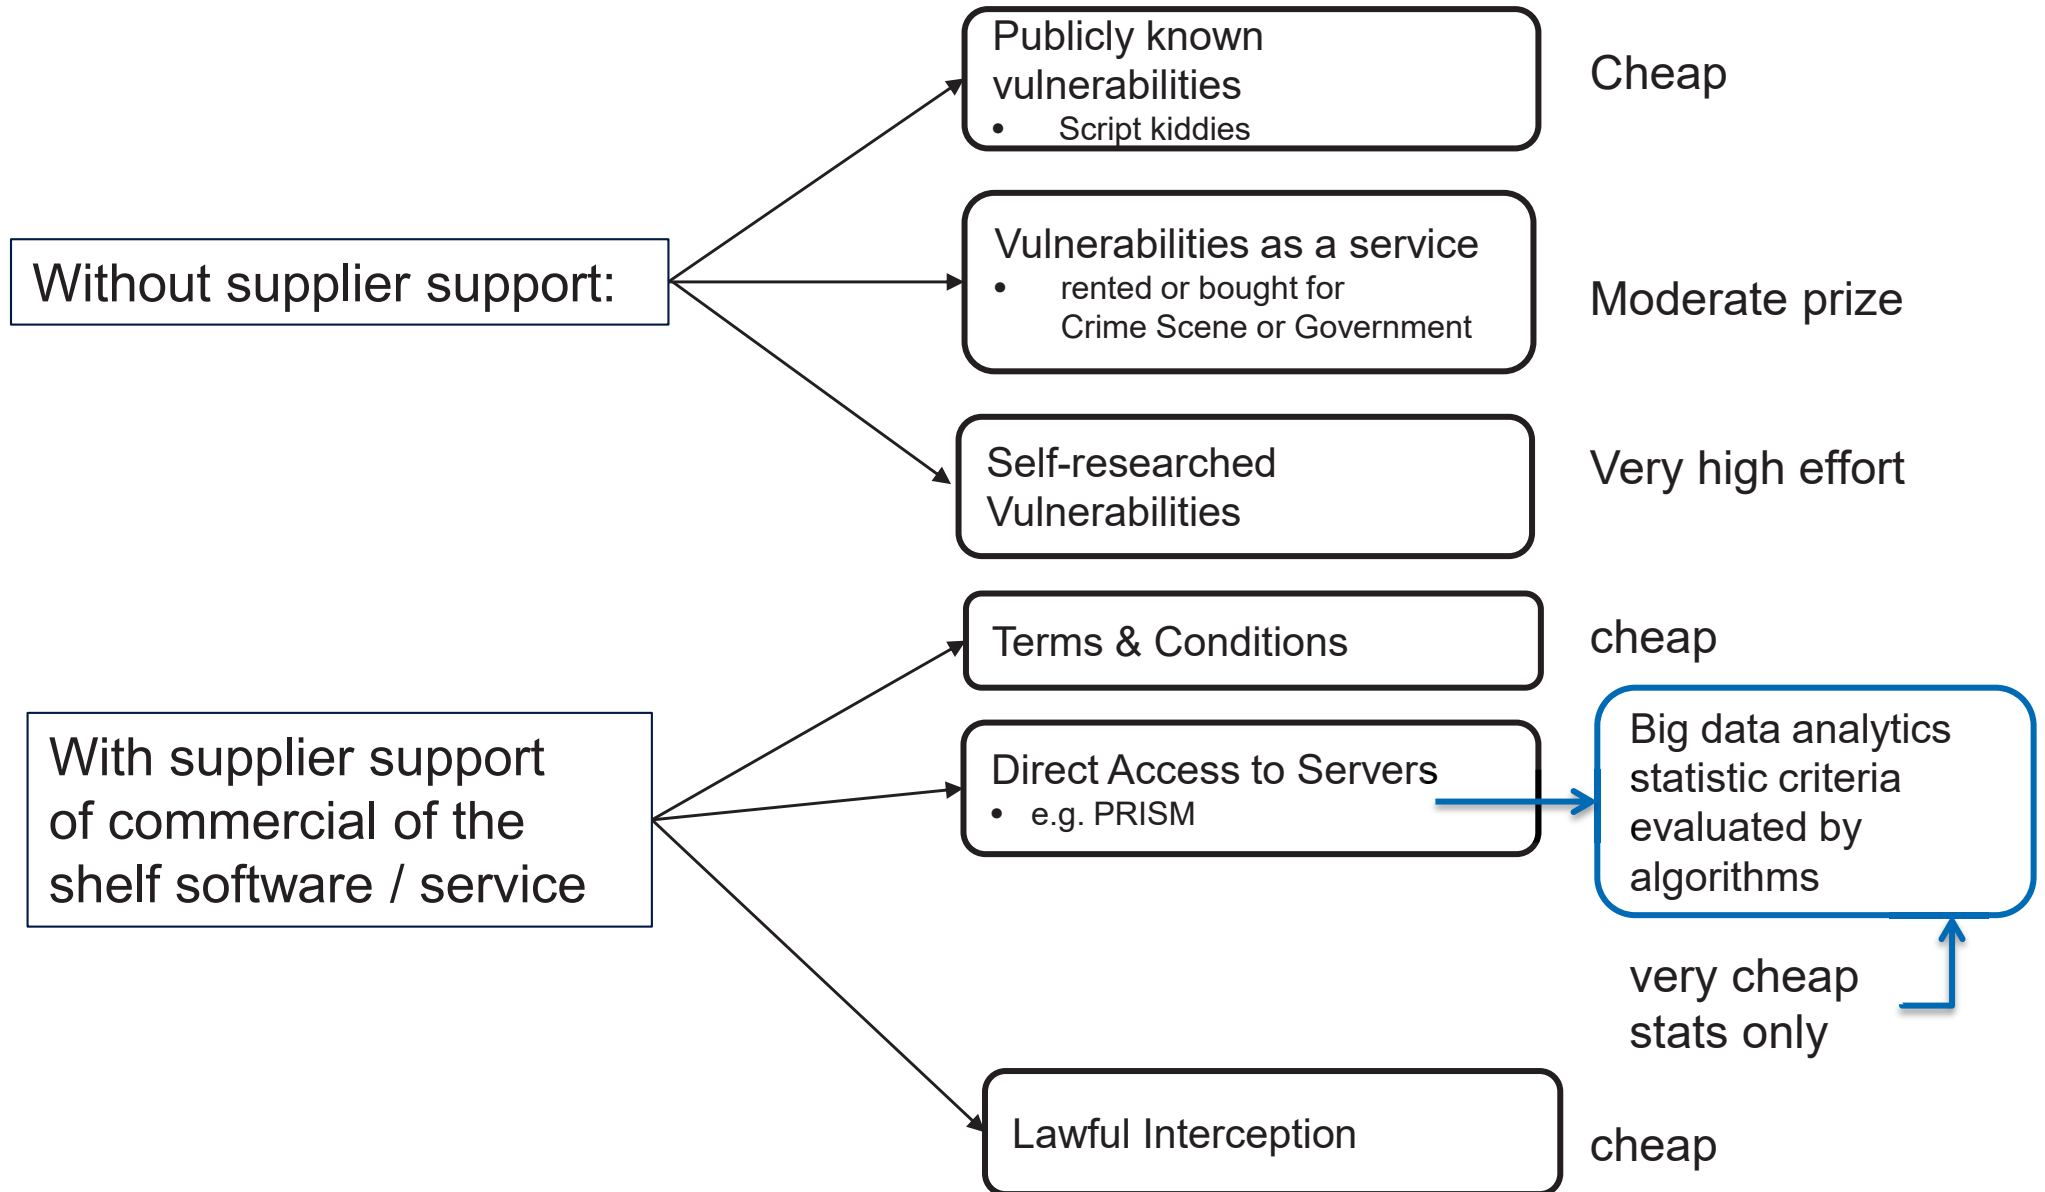 Publicly known
vulnerabilities
• Script kiddies
Cheap
Without supplier support:
Vulnerabilities as a service
• rented or bought for
Crime Scene or Government
Moderate prize
Self-researched
Vulnerabilities
Very high effort
With supplier support
of commercial of the
shelf software / service
Terms & Conditions
cheap
Direct Access to Servers
• e.g. PRISM
Big data analytics
statistic criteria
evaluated by
algorithms
very cheap
stats only
Lawful Interception
cheap